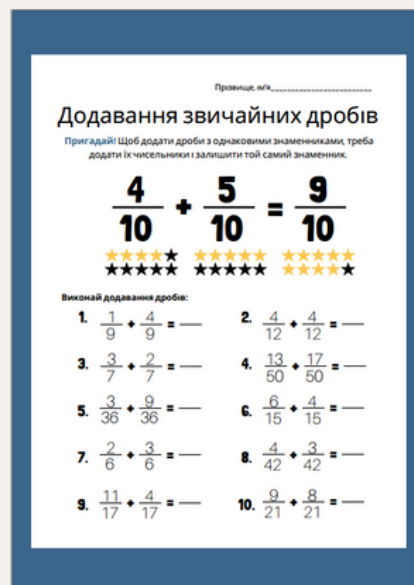 Прізвище, ім'я_________________________
Додавання звичайних дробів
Пригадай! Щоб додати дроби з однаковими знаменниками, треба
додати їх чисельники і залишити той самий знаменник.
4/10 + 5/10 = 9/10
Виконай додавання дробів:
1. 1/9 + 4/9 = —
2. 4/12 + 4/12 = —
3. 3/7 + 2/7 = —
4. 13/50 + 17/50 = —
5. 3/36 + 9/36 = —
6. 6/15 + 4/15 = —
7. 2/6 + 3/6 = —
8. 4/42 + 3/42 = —
9. 11/17 + 4/17 = —
10. 9/21 + 8/21 = —